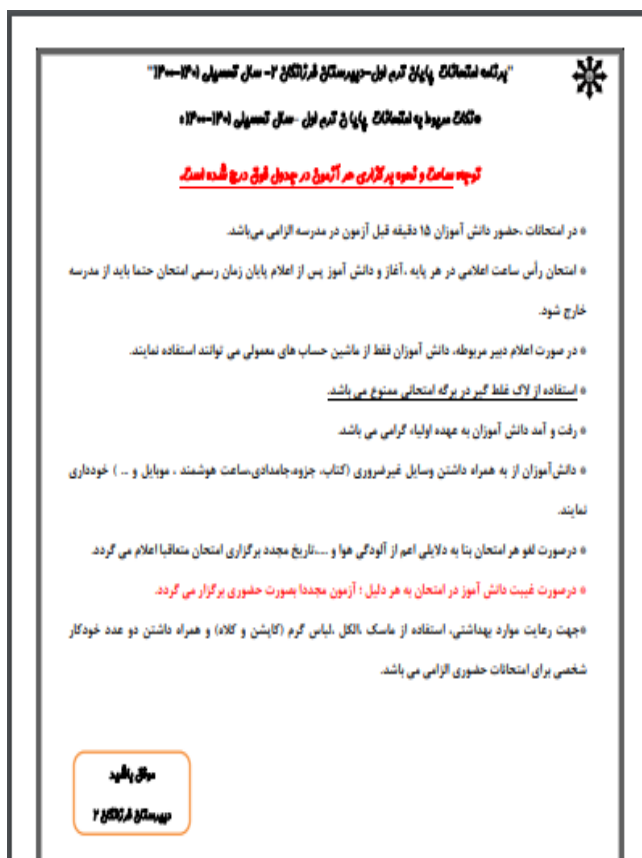 "برنامه امتحانات پایان ترم اول-دبیرستان فرزانگان ۲- سال تحصیلی ۱۴۰۱-۱۴۰۰"
«نکات مربوط به امتحانات پایان ترم اول -سال تحصیلی ۱۴۰۱-۱۴۰۰»
توجه: ساعت و نحوه برگزاری هر آزمون در جدول فوق درج شده است.
* در امتحانات ،حضور دانش آموزان ۱۵ دقیقه قبل آزمون در مدرسه الزامی می‌باشد.
* امتحان رأس ساعت اعلامی در هر پایه ،آغاز و دانش آموز پس از اعلام پایان زمان رسمی امتحان حتما باید از مدرسه
خارج شود.
* در صورت اعلام دبیر مربوطه، دانش آموزان فقط از ماشین حساب های معمولی می توانند استفاده نمایند.
* استفاده از لاک غلط گیر در برگه امتحانی ممنوع می باشد.
* رفت و آمد دانش آموزان به عهده اولیاء گرامی می باشد.
* دانش‌آموزان از به همراه داشتن وسایل غیرضروری (کتاب، جزوه،جامدادی،ساعت هوشمند ، موبایل و ... ) خودداری
نمایند.
* درصورت لغو هر امتحان بنا به دلایلی اعم از آلودگی هوا و ....،تاریخ مجدد برگزاری امتحان متعاقبا اعلام می گردد.
* درصورت غیبت دانش آموز در امتحان به هر دلیل ؛ آزمون مجددا بصورت حضوری برگزار می گردد.
*جهت رعایت موارد بهداشتی، استفاده از ماسک ،الکل ،لباس گرم (کاپشن و کلاه) و همراه داشتن دو عدد خودکار
شخصی برای امتحانات حضوری الزامی می باشد.
موفق باشید
دبیرستان فرزانگان ۲